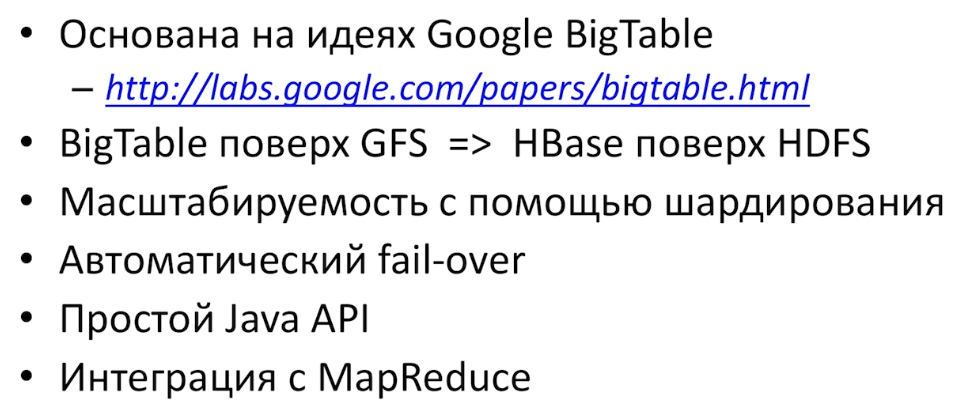 • Основана на идеях Google BigTable
– http://labs.google.com/papers/bigtable.html
• BigTable поверх GFS => HBase поверх HDFS
• Масштабируемость с помощью шардирования
• Автоматический fail-over
• Простой Java API
• Интеграция с MapReduce